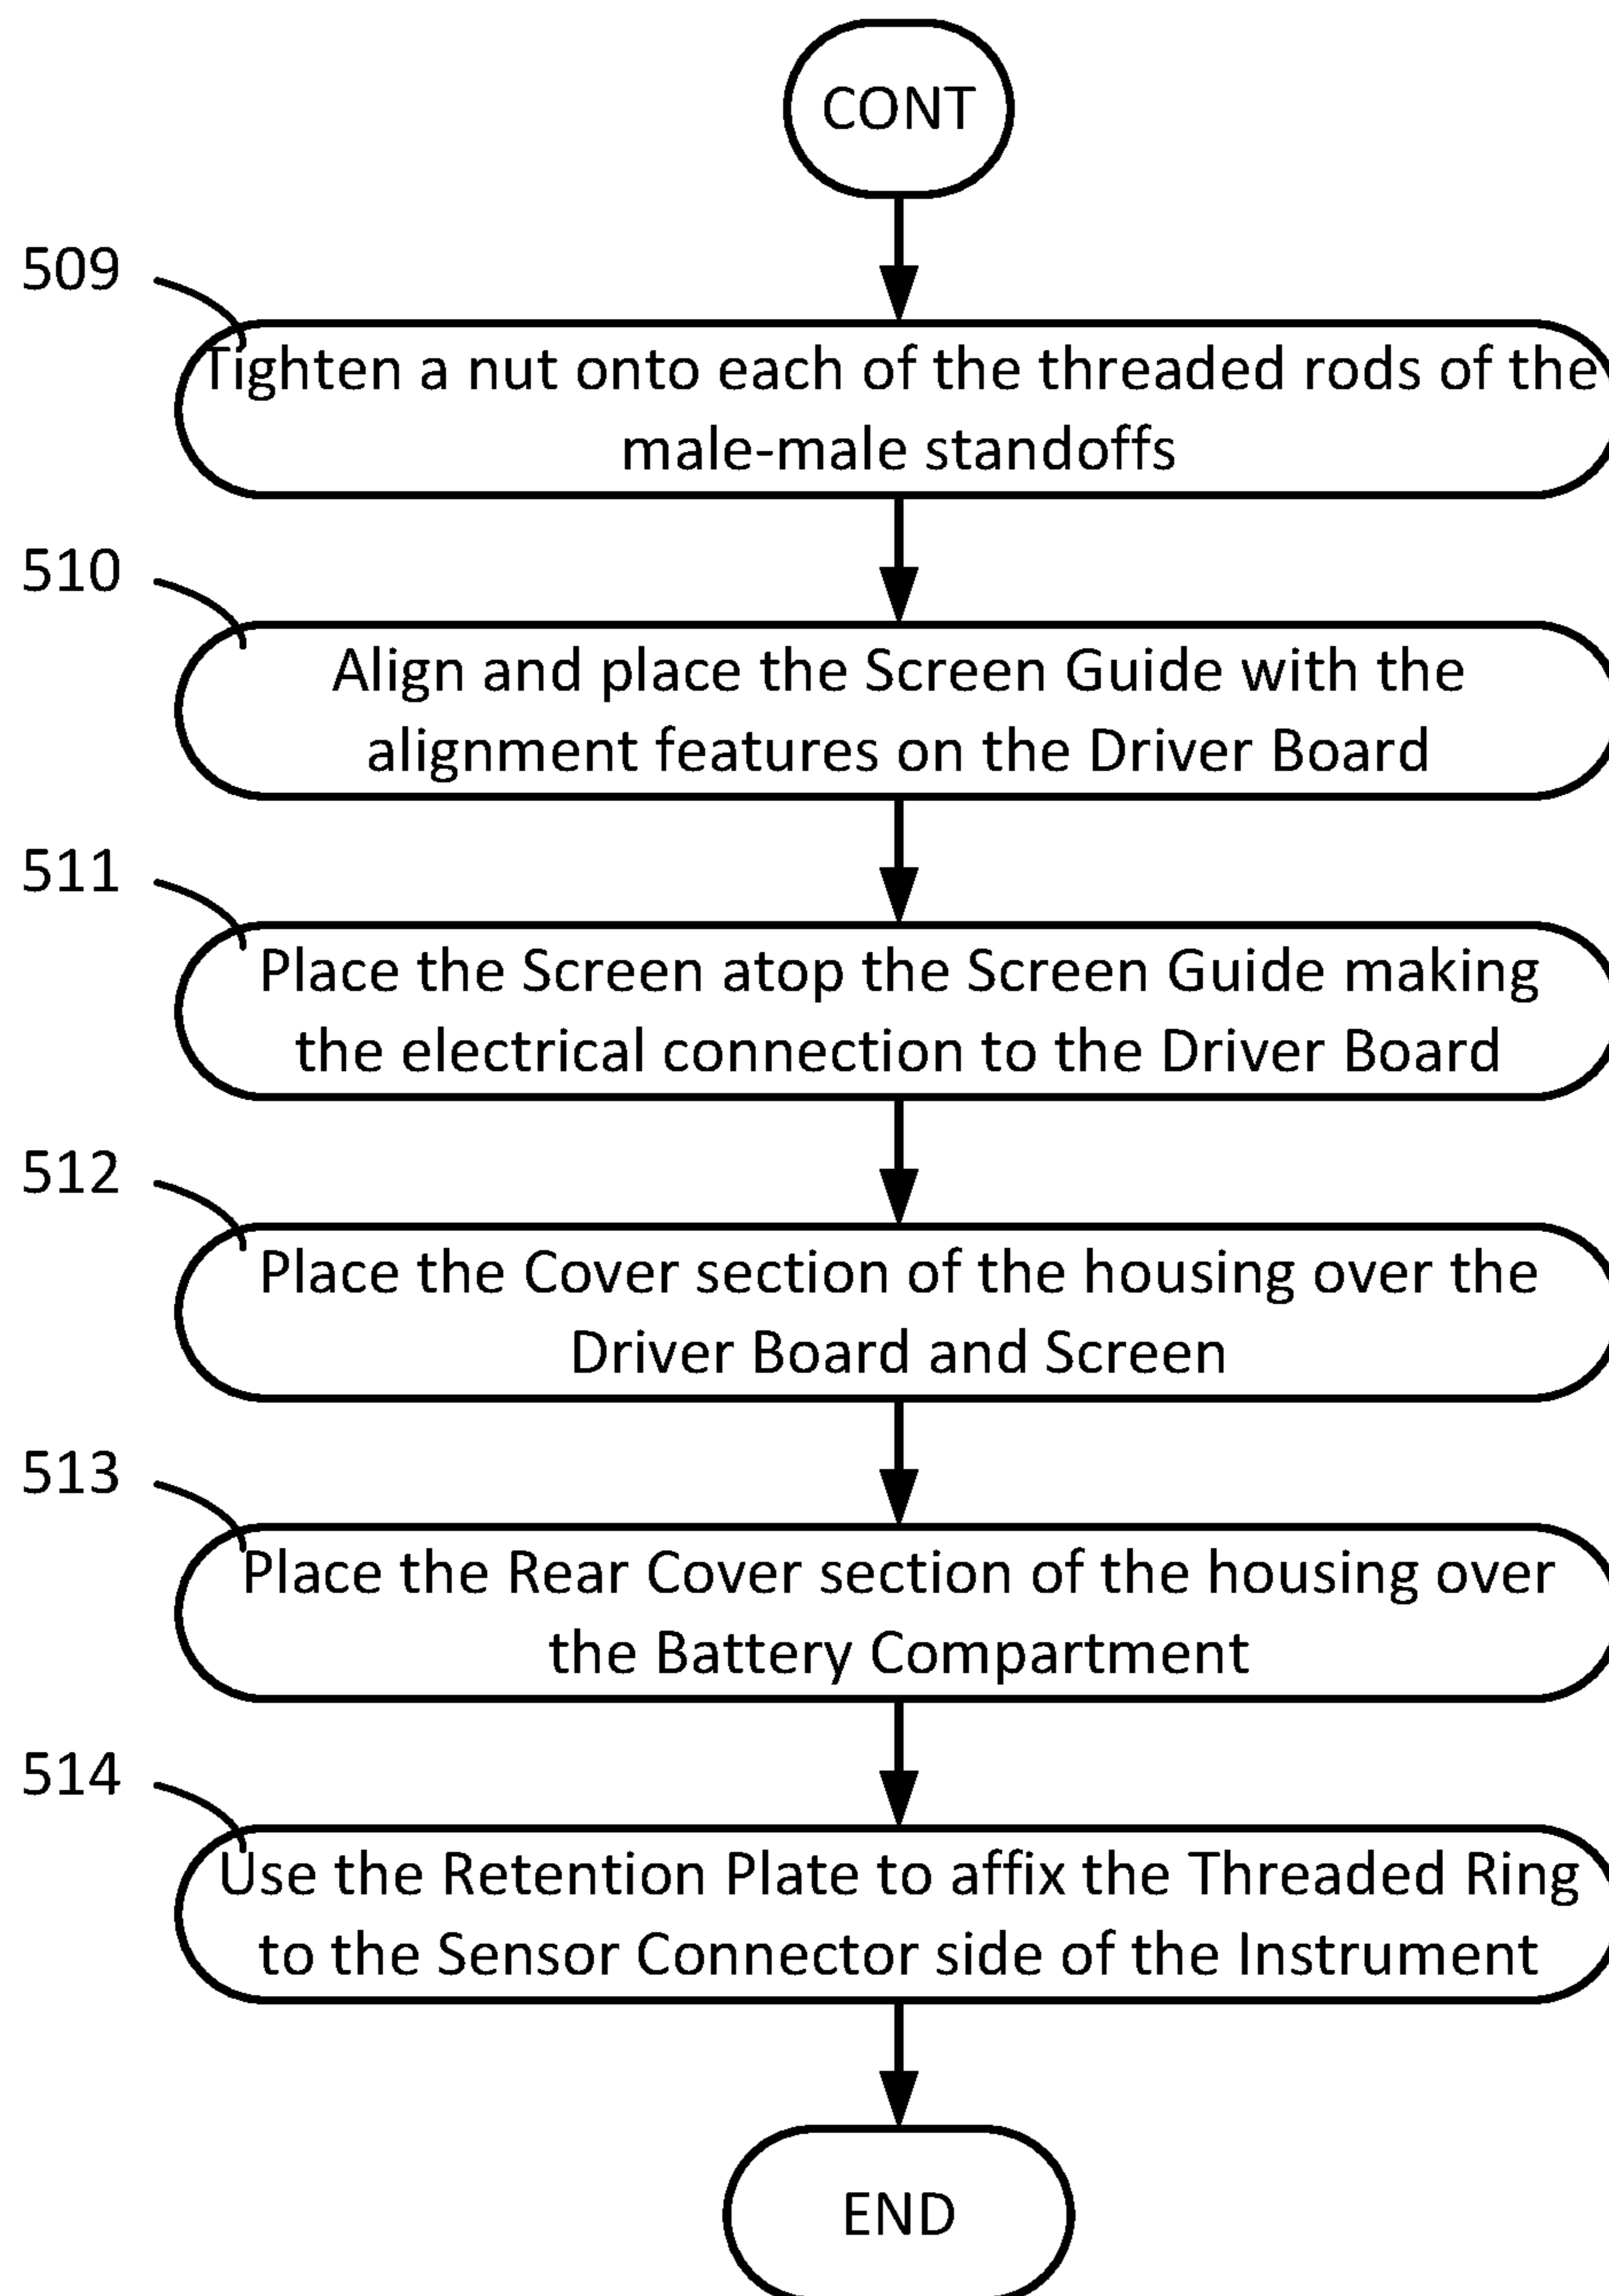 CONT
509
Tighten a nut onto each of the threaded rods of the
male-male standoffs
510
Align and place the Screen Guide with the
alignment features on the Driver Board
511
Place the Screen atop the Screen Guide making
the electrical connection to the Driver Board
512
Place the Cover section of the housing over the
Driver Board and Screen
513
Place the Rear Cover section of the housing over
the Battery Compartment
514
Use the Retention Plate to affix the Threaded Ring
to the Sensor Connector side of the Instrument
END